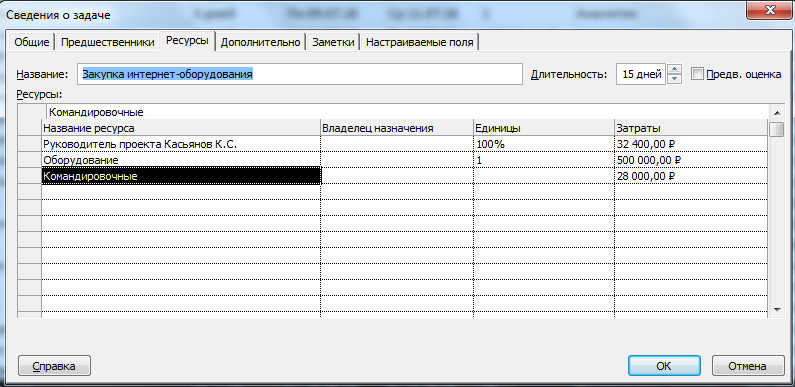 Сведения о задаче
Общие Предшественники Ресурсы Дополнительно Заметки Настраиваемые поля
Название: Закупка интернет-оборудования Длительность: 15 дней Предв. оценка
Ресурсы:
Командировочные
Название ресурса Владелец назначения Единицы Затраты
Руководитель проекта Касьянов К.С. 100% 32 400,00 ₽
Оборудование 1 500 000,00 ₽
Командировочные 28 000,00 ₽
Справка ОК Отмена